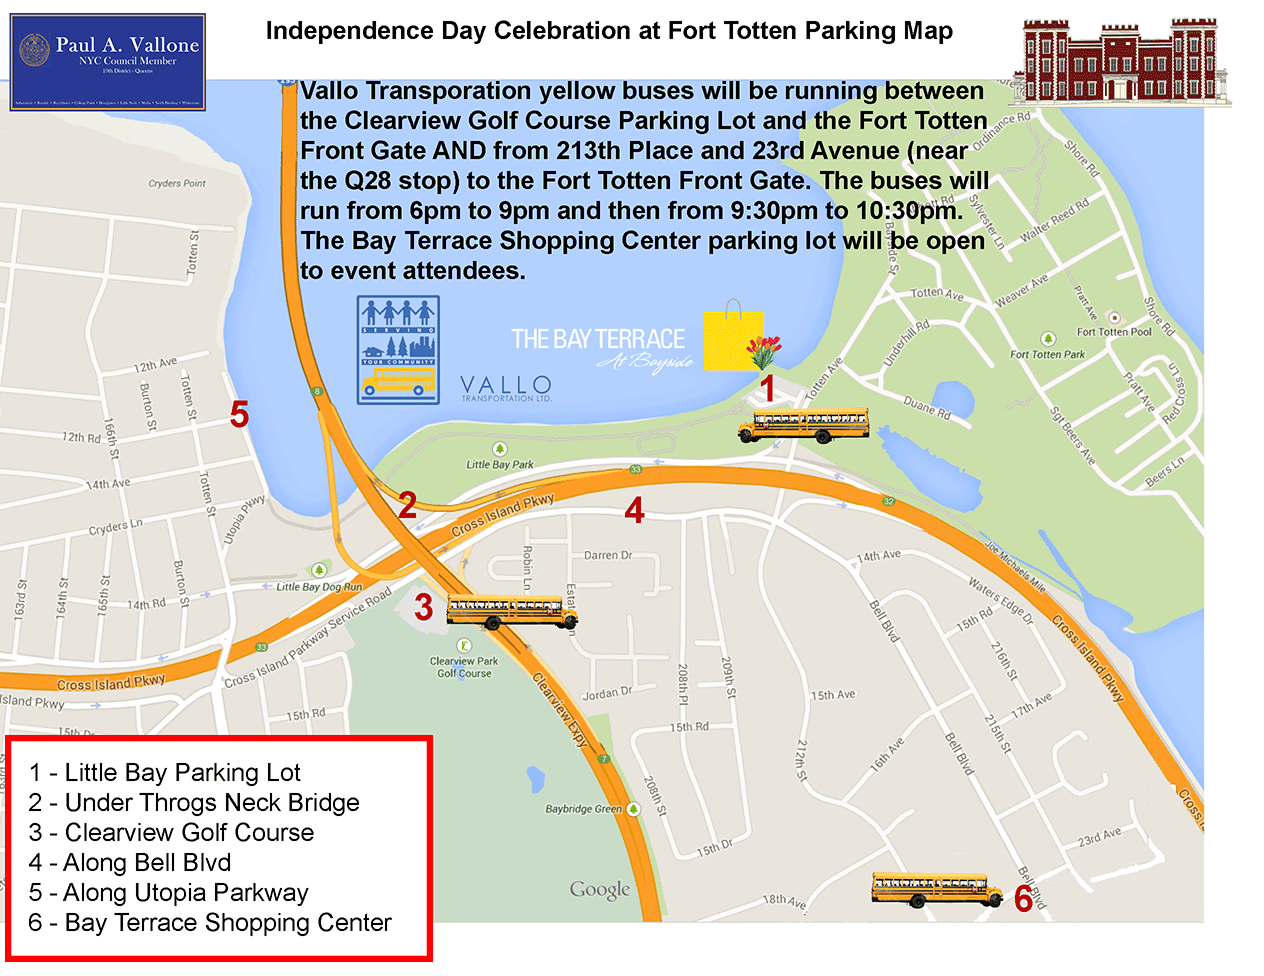 Paul A. Vallone
NYC Council Member
19th District - Queens
Independence Day Celebration at Fort Totten Parking Map
Vallo Transporation yellow buses will be running between
the Clearview Golf Course Parking Lot and the Fort Totten
Front Gate AND from 213th Place and 23rd Avenue (near
the Q28 stop) to the Fort Totten Front Gate. The buses will
run from 6pm to 9pm and then from 9:30pm to 10:30pm.
The Bay Terrace Shopping Center parking lot will be open
to event attendees.
SERVING
YOUR COMMUNITY
VALLO
TRANSPORTATION LTD.
THE BAY TERRACE
At Bayside
Cryders Point
Totten St
Ordinance Rd
Shore Rd
Sylvester Ln
Walter Reed Rd
Bayside St
Totten Ave
Weaver Ave
Pratt Ave
Shore Rd
Underhill Rd
Fort Totten Pool
Fort Totten Park
Totten Ave
Pratt Ave
Red Cross Ln
Duane Rd
Sgt Beers Ave
Beers Ln
12th Ave
Totten St
Burton St
166th St
12th Rd
14th Ave
Totten St
Cryders Ln
Utopia Pkwy
Burton St
163rd St
164th St
165th St
14th Rd
Little Bay Dog Run
Little Bay Park
8
33
32
33
7
1
2
3
4
5
6
Cross Island Pkwy
Cross Island Pkwy
Cross Island Parkway Service Road
Island Pkwy
15th Rd
15th
Clearview Park
Golf Course
Clearview Expy
Robin Ln
Darren Dr
Estat
Jordan Dr
208th Pl
209th St
15th Rd
208th St
15th Dr
Baybridge Green
14th Ave
Joe Michaels Mile
Waters Edge Dr
Bell Blvd
15th Rd
216th St
Cross Island Pkwy
15th Ave
17th Ave
215th St
212th St
16th Ave
Bell Blvd
23rd Ave
18th Ave
Bell Blvd
Cross Is
Google
1 - Little Bay Parking Lot
2 - Under Throgs Neck Bridge
3 - Clearview Golf Course
4 - Along Bell Blvd
5 - Along Utopia Parkway
6 - Bay Terrace Shopping Center